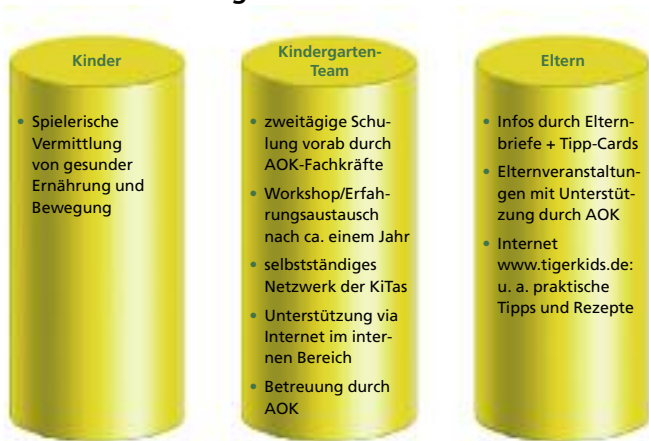 Kinder
• Spielerische
Vermittlung
von gesunder
Ernährung und
Bewegung
Kindergarten-
Team
• zweitägige Schu-
lung vorab durch
AOK-Fachkräfte
• Workshop/Erfah-
rungsaustausch
nach ca. einem Jahr
• selbstständiges
Netzwerk der KiTas
• Unterstützung via
Internet im inter-
nen Bereich
• Betreuung durch
AOK
Eltern
• Infos durch Eltern-
briefe + Tipp-Cards
• Elternveranstaltun-
gen mit Unterstüt-
zung durch AOK
• Internet
www.tigerkids.de:
u. a. praktische
Tipps und Rezepte